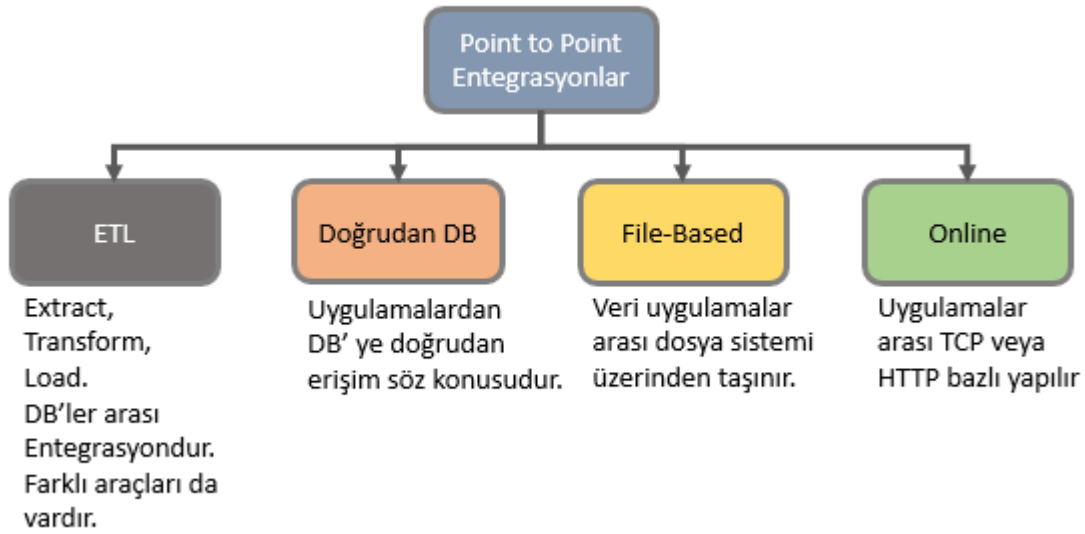 Point to Point
Entegrasyonlar
ETL
Doğrudan DB
File-Based
Online
Extract,
Transform,
Load.
DB’ler arası
Entegrasyondur.
Farklı araçları da
vardır.
Uygulamalardan
DB’ ye doğrudan
erişim söz konusudur.
Veri uygulamalar
arası dosya sistemi
üzerinden taşınır.
Uygulamalar
arası TCP veya
HTTP bazlı yapılır